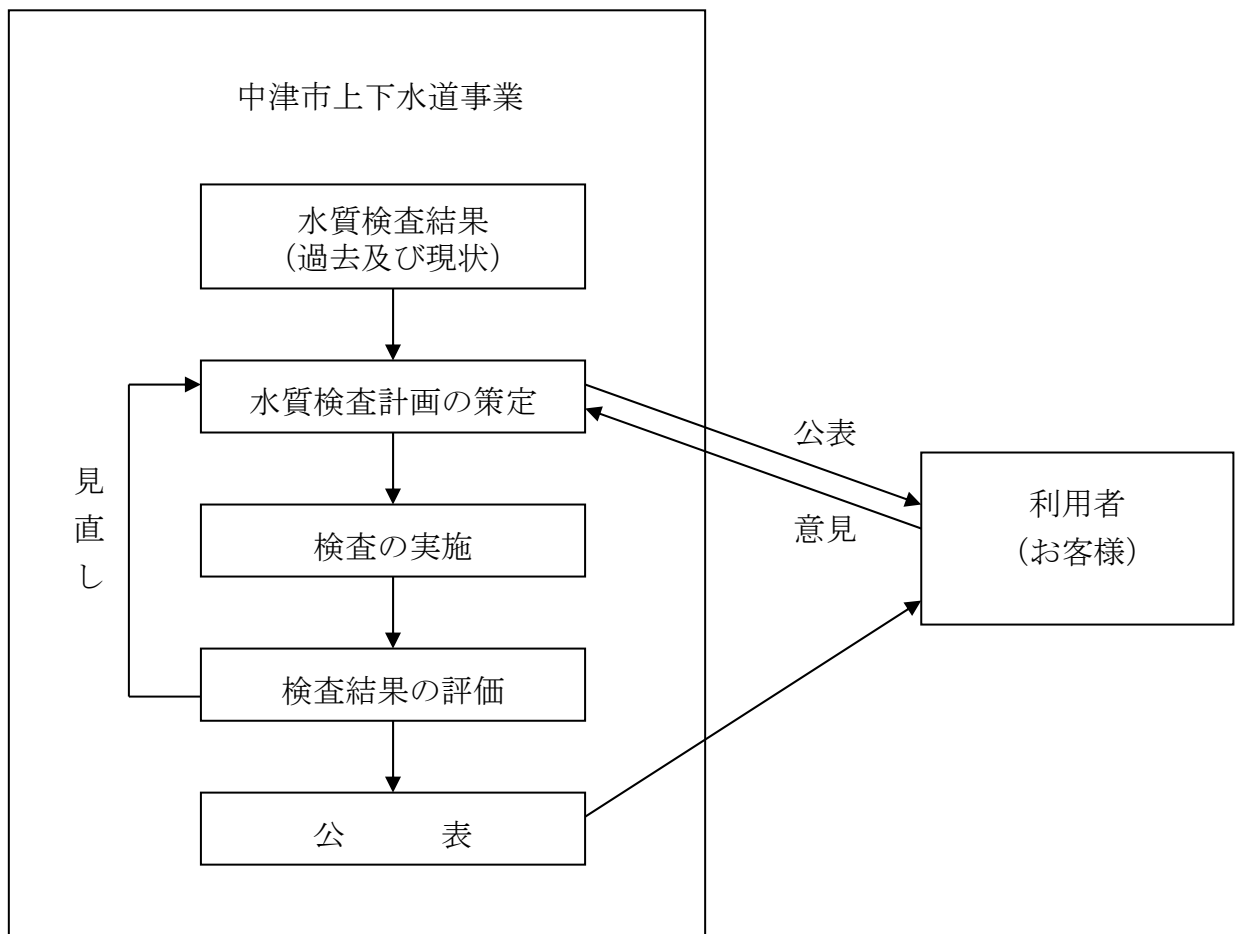 中津市上下水道事業
水質検査結果
(過去及び現状)
水質検査計画の策定
公表
意見
利用者
(お客様)
見直し
検査の実施
検査結果の評価
公　　　表